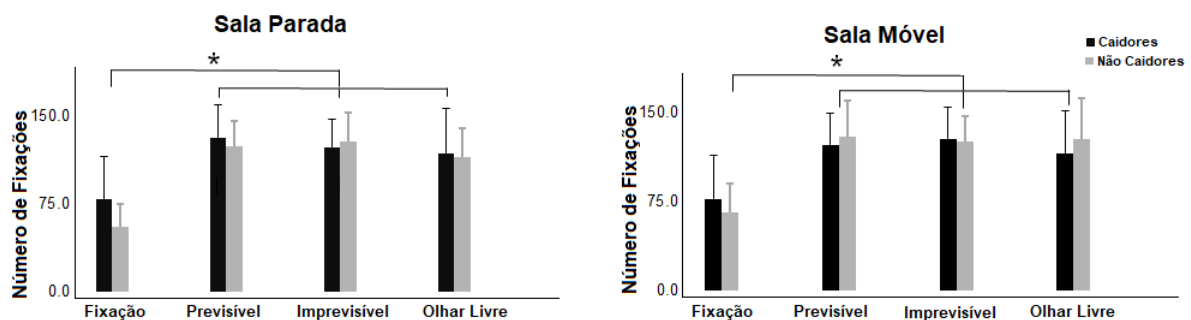 Sala Parada
*
Número de Fixações
150.0
75.0
0.0
Fixação Previsível Imprevisível Olhar Livre
Sala Móvel
*
Caidores
Não Caidores
Número de Fixações
150.0
75.0
0.0
Fixação Previsível Imprevisível Olhar Livre